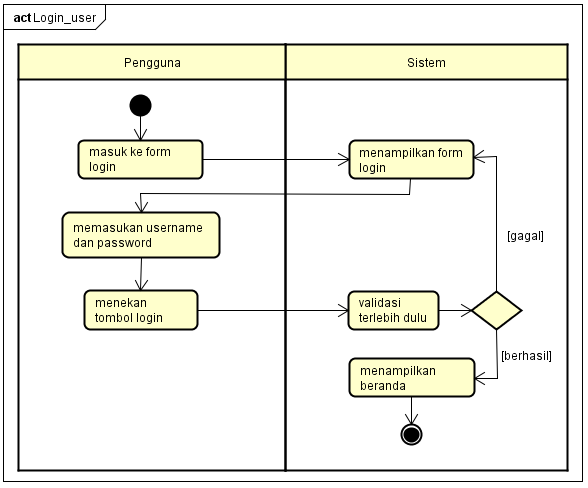 act Login_user
Pengguna
Sistem
masuk ke form
login
menampilkan form
login
memasukan username
dan password
[gagal]
menekan
tombol login
validasi
terlebih dulu
[berhasil]
menampilkan
beranda